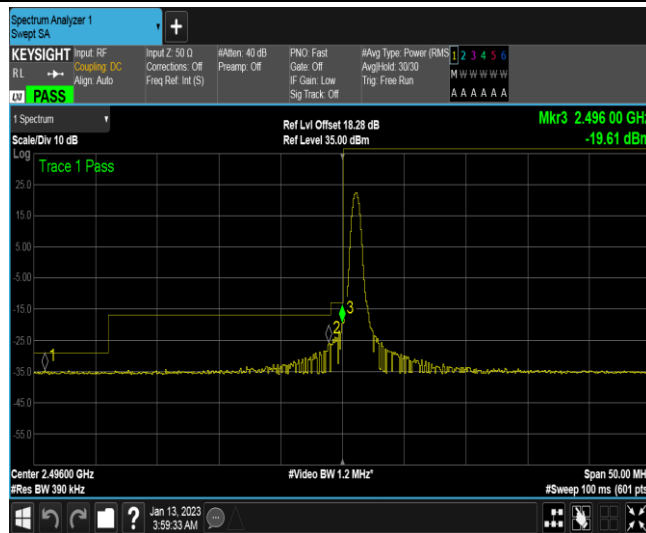 Spectrum Analyzer 1
Swept SA
+
KEYSIGHT
RL
LXI PASS
Input: RF
Coupling: DC
Align: Auto
Input Z: 50 Ω
Corrections: Off
Freq Ref: Int (S)
#Atten: 40 dB
Preamp: Off
PNO: Fast
Gate: Off
IF Gain: Low
Sig Track: Off
#Avg Type: Power (RMS
Avg|Hold: 30/30
Trig: Free Run
1 2 3 4 5 6
M W W W W W
A A A A A A
1 Spectrum
Scale/Div 10 dB
Ref Lvl Offset 18.28 dB
Ref Level 35.00 dBm
Mkr3 2.496 00 GHz
-19.61 dBm
Log
Trace 1 Pass
25.0
15.0
5.00
-5.00
-15.0
-25.0
-35.0
-45.0
-55.0
1
2
3
Center 2.49600 GHz
#Res BW 390 kHz
#Video BW 1.2 MHz*
Span 50.00 MH
#Sweep 100 ms (601 pts
?
Jan 13, 2023
3:59:33 AM